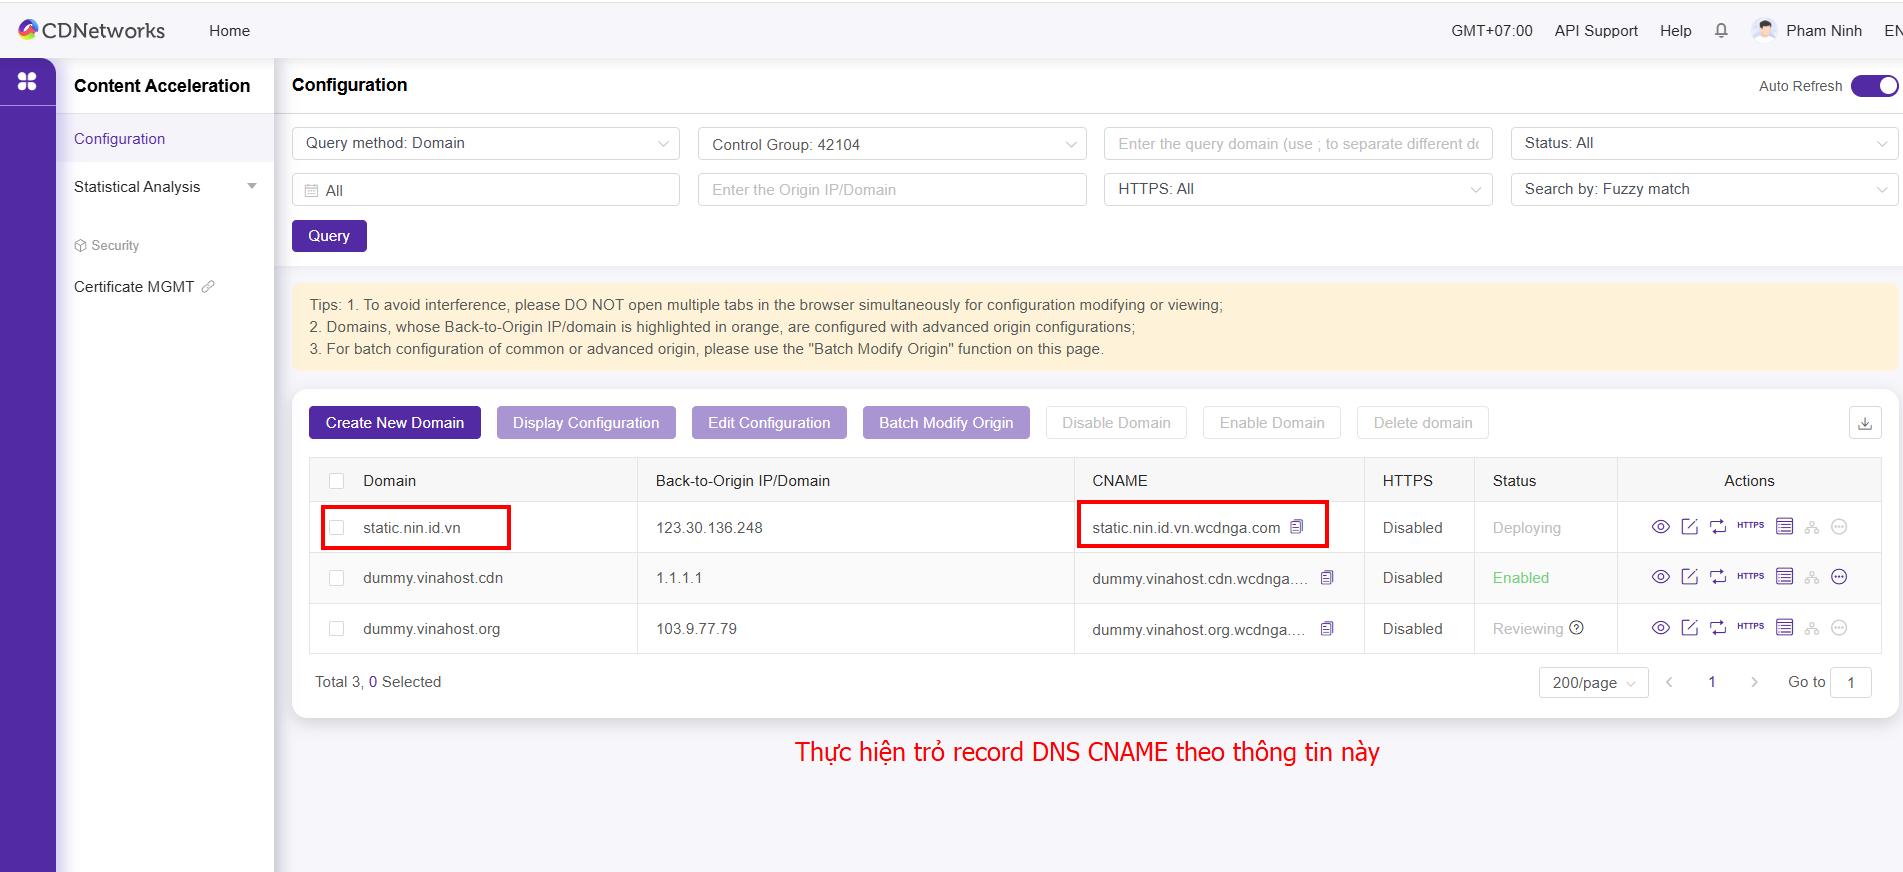 CDNetworks Home GMT+07:00 API Support Help Pham Ninh EN
Content Acceleration
Configuration
Statistical Analysis
Security
Certificate MGMT
Configuration Auto Refresh
Query method: Domain Control Group: 42104 Enter the query domain (use ; to separate different dc Status: All
All Enter the Origin IP/Domain HTTPS: All Search by: Fuzzy match
Query
Tips: 1. To avoid interference, please DO NOT open multiple tabs in the browser simultaneously for configuration modifying or viewing;
2. Domains, whose Back-to-Origin IP/domain is highlighted in orange, are configured with advanced origin configurations;
3. For batch configuration of common or advanced origin, please use the "Batch Modify Origin" function on this page.
Create New Domain Display Configuration Edit Configuration Batch Modify Origin Disable Domain Enable Domain Delete domain
Domain Back-to-Origin IP/Domain CNAME HTTPS Status Actions
static.nin.id.vn 123.30.136.248 static.nin.id.vn.wcdnga.com Disabled Deploying HTTPS
dummy.vinahost.cdn 1.1.1.1 dummy.vinahost.cdn.wcdnga.... Disabled Enabled HTTPS
dummy.vinahost.org 103.9.77.79 dummy.vinahost.org.wcdnga.... Disabled Reviewing HTTPS
Total 3, 0 Selected 200/page 1 Go to 1
Thực hiện trỏ record DNS CNAME theo thông tin này